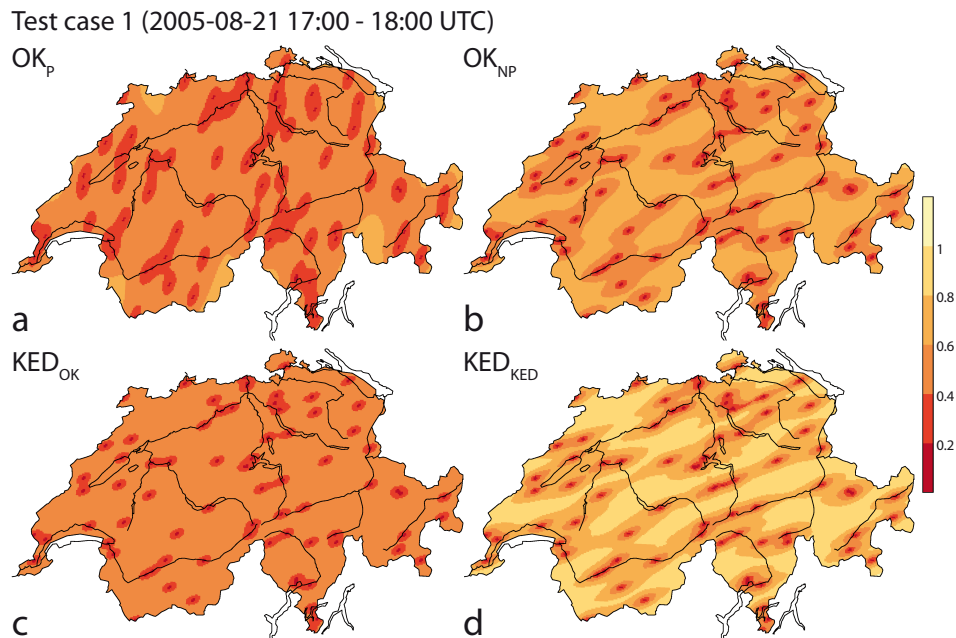 Test case 1 (2005-08-21 17:00 - 18:00 UTC)
OKP
OKNP
a
b
1
0.8
0.6
0.4
0.2
KEDOK
KEDKED
c
d